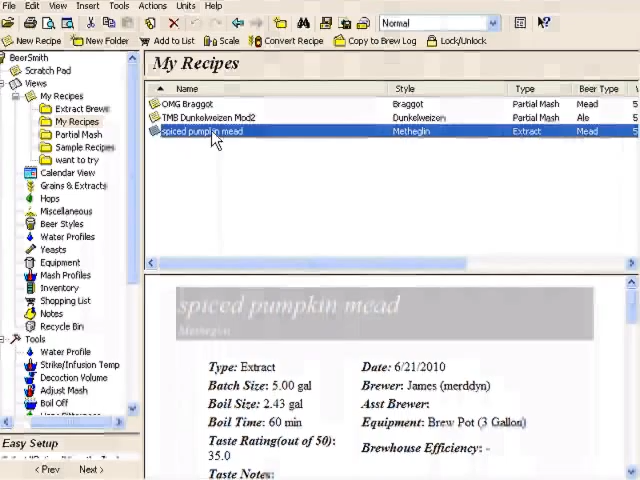 File Edit View Insert Tools Actions Units Help
Normal
New Recipe New Folder Add to List Scale Convert Recipe Copy to Brew Log Lock/Unlock
BeerSmith
Scratch Pad
Views
My Recipes
Extract Brews
My Recipes
Partial Mash
Sample Recipes
want to try
Calendar View
Grains & Extracts
Hops
Miscellaneous
Beer Styles
Water Profiles
Yeasts
Equipment
Mash Profiles
Inventory
Shopping List
Notes
Recycle Bin
Tools
Water Profile
Strike/Infusion Temp
Decoction Volume
Adjust Mash
Boil Off
Easy Setup
< Prev Next >
My Recipes
Name Style Type Beer Type
OMG Braggot Braggot Partial Mash Mead 5
TMB Dunkelweizen Mod2 Dunkelweizen Partial Mash Ale 5
spiced pumpkin mead Metheglin Extract Mead 5
spiced pumpkin mead
Metheglin
Type: Extract Date: 6/21/2010
Batch Size: 5.00 gal Brewer: James (merddyn)
Boil Size: 2.43 gal Asst Brewer:
Boil Time: 60 min Equipment: Brew Pot (3 Gallon)
Taste Rating(out of 50):
35.0 Brewhouse Efficiency: -
Taste Notes: